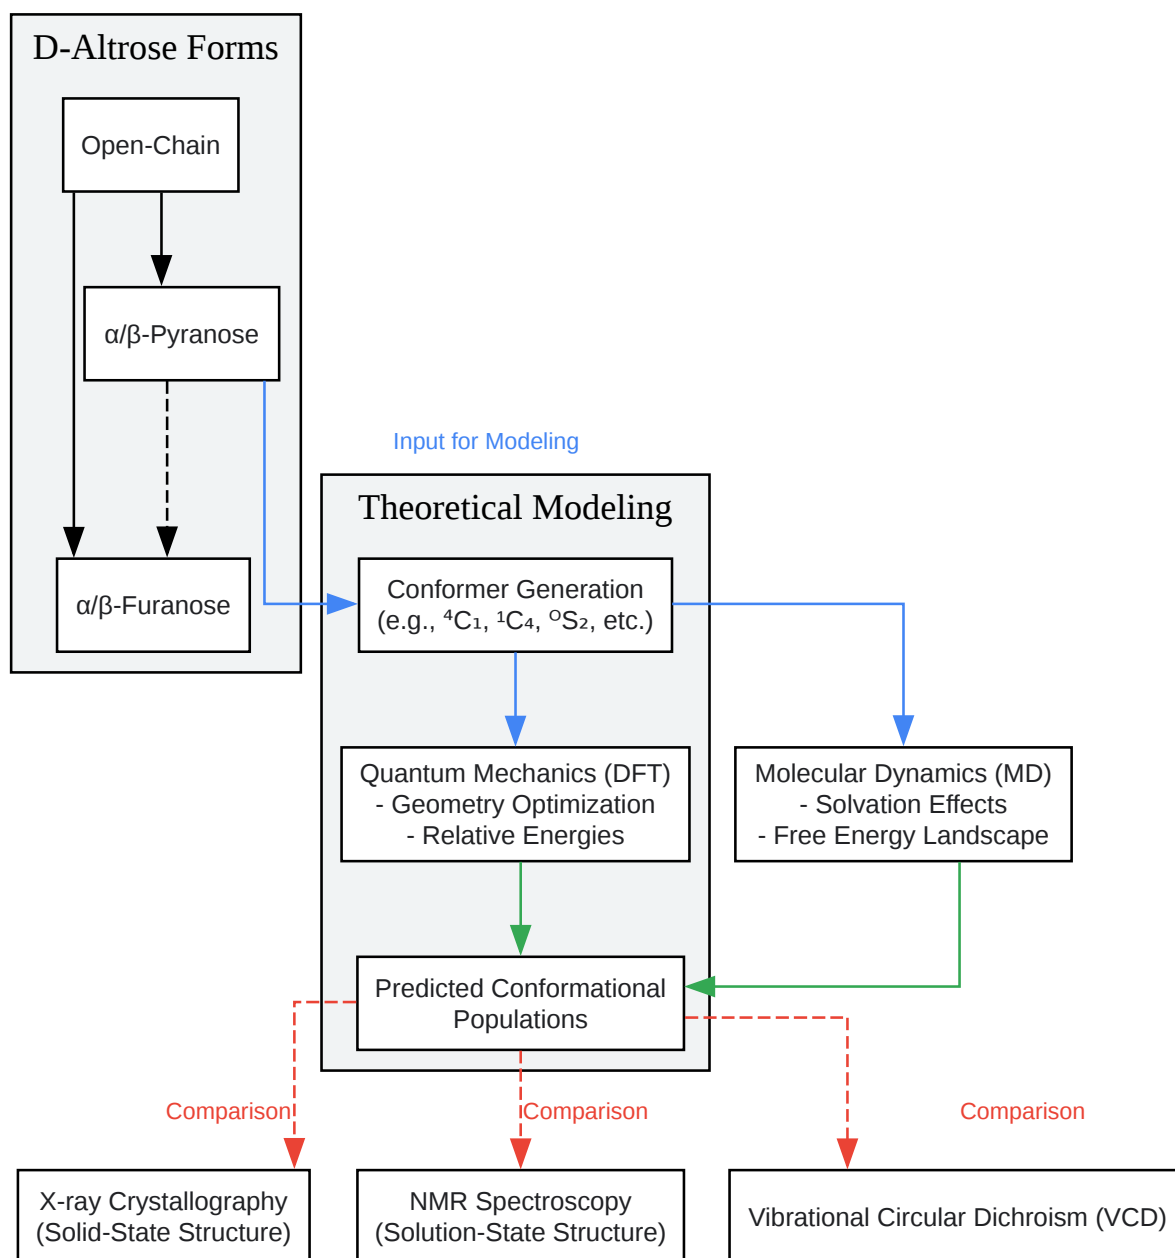 D-Altrose Forms
Open-Chain
α/β-Pyranose
α/β-Furanose
Input for Modeling
Theoretical Modeling
Conformer Generation
(e.g., ⁴C₁, ¹C₄, ᴼS₂, etc.)
Quantum Mechanics (DFT)
- Geometry Optimization
- Relative Energies
Molecular Dynamics (MD)
- Solvation Effects
- Free Energy Landscape
Predicted Conformational
Populations
Comparison
Comparison
Comparison
X-ray Crystallography
(Solid-State Structure)
NMR Spectroscopy
(Solution-State Structure)
Vibrational Circular Dichroism (VCD)